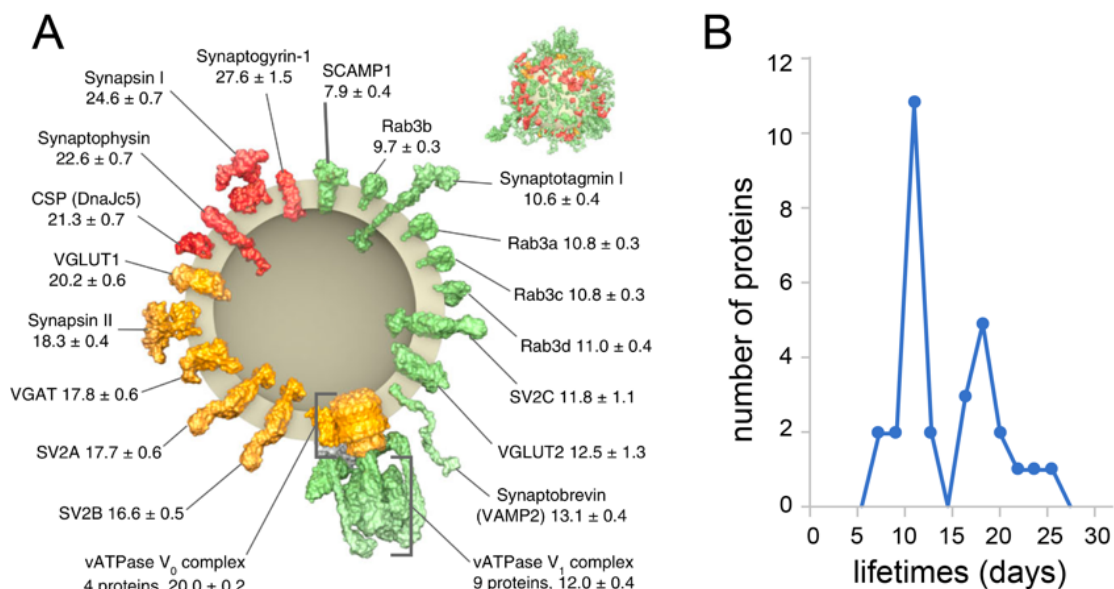 A
Synaptogyrin-1
27.6 ± 1.5
Synapsin I
24.6 ± 0.7
SCAMP1
7.9 ± 0.4
Synaptophysin
22.6 ± 0.7
Rab3b
9.7 ± 0.3
CSP (DnaJc5)
21.3 ± 0.7
Synaptotagmin I
10.6 ± 0.4
VGLUT1
20.2 ± 0.6
Rab3a 10.8 ± 0.3
Synapsin II
18.3 ± 0.4
Rab3c 10.8 ± 0.3
Rab3d 11.0 ± 0.4
VGAT 17.8 ± 0.6
SV2C 11.8 ± 1.1
SV2A 17.7 ± 0.6
VGLUT2 12.5 ± 1.3
SV2B 16.6 ± 0.5
Synaptobrevin
(VAMP2) 13.1 ± 0.4
vATPase V0 complex
4 proteins, 20.0 ± 0.2
vATPase V1 complex
9 proteins, 12.0 ± 0.4
B
number of proteins
12
10
8
6
4
2
0
0 5 10 15 20 25 30
lifetimes (days)